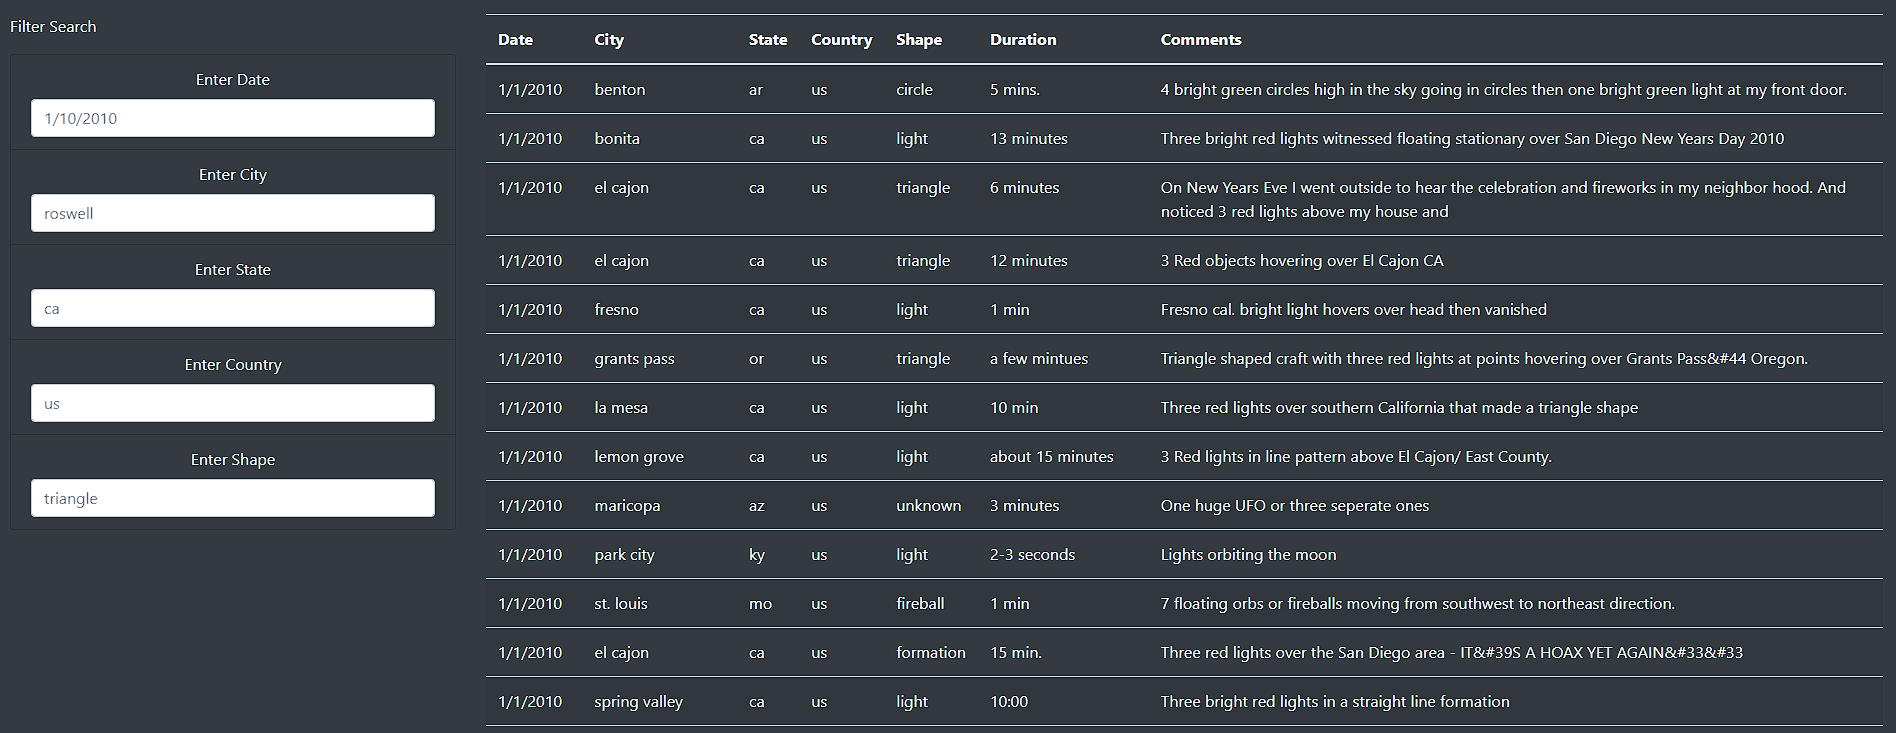 Filter Search
Enter Date
1/10/2010
Enter City
roswell
Enter State
ca
Enter Country
us
Enter Shape
triangle
Date City State Country Shape Duration Comments
1/1/2010 benton ar us circle 5 mins. 4 bright green circles high in the sky going in circles then one bright green light at my front door.
1/1/2010 bonita ca us light 13 minutes Three bright red lights witnessed floating stationary over San Diego New Years Day 2010
1/1/2010 el cajon ca us triangle 6 minutes On New Years Eve I went outside to hear the celebration and fireworks in my neighbor hood. And
noticed 3 red lights above my house and
1/1/2010 el cajon ca us triangle 12 minutes 3 Red objects hovering over El Cajon CA
1/1/2010 fresno ca us light 1 min Fresno cal. bright light hovers over head then vanished
1/1/2010 grants pass or us triangle a few mintues Triangle shaped craft with three red lights at points hovering over Grants Pass&#44 Oregon.
1/1/2010 la mesa ca us light 10 min Three red lights over southern California that made a triangle shape
1/1/2010 lemon grove ca us light about 15 minutes 3 Red lights in line pattern above El Cajon/ East County.
1/1/2010 maricopa az us unknown 3 minutes One huge UFO or three seperate ones
1/1/2010 park city ky us light 2-3 seconds Lights orbiting the moon
1/1/2010 st. louis mo us fireball 1 min 7 floating orbs or fireballs moving from southwest to northeast direction.
1/1/2010 el cajon ca us formation 15 min. Three red lights over the San Diego area - IT&#39S A HOAX YET AGAIN&#33&#33
1/1/2010 spring valley ca us light 10:00 Three bright red lights in a straight line formation